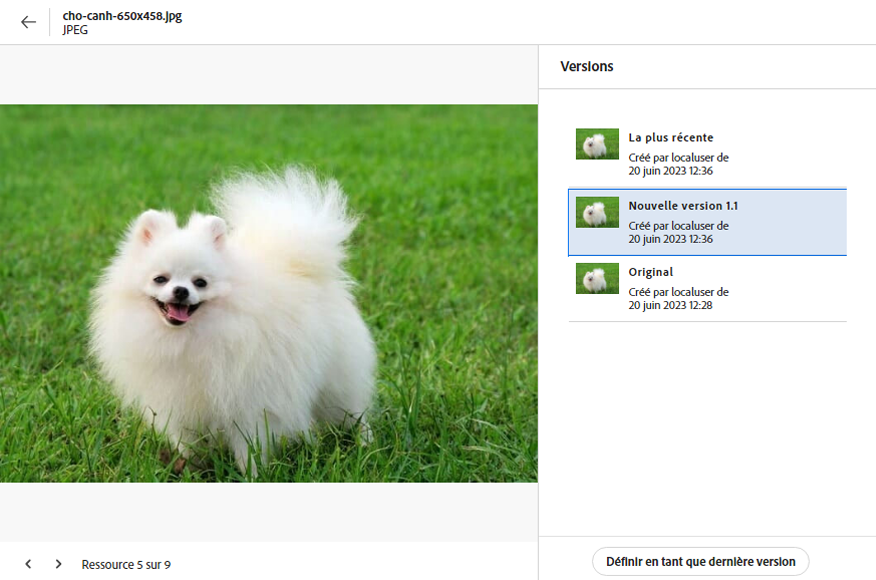 cho-canh-650x458.jpg
JPEG
Versions
La plus récente
Créé par localuser de
20 juin 2023 12:36
Nouvelle version 1.1
Créé par localuser de
20 juin 2023 12:36
Original
Créé par localuser de
20 juin 2023 12:28
Ressource 5 sur 9
Définir en tant que dernière version